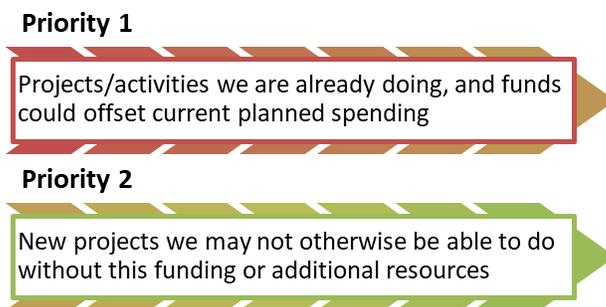 Priority 1
Projects/activities we are already doing, and funds
could offset current planned spending
Priority 2
New projects we may not otherwise be able to do
without this funding or additional resources